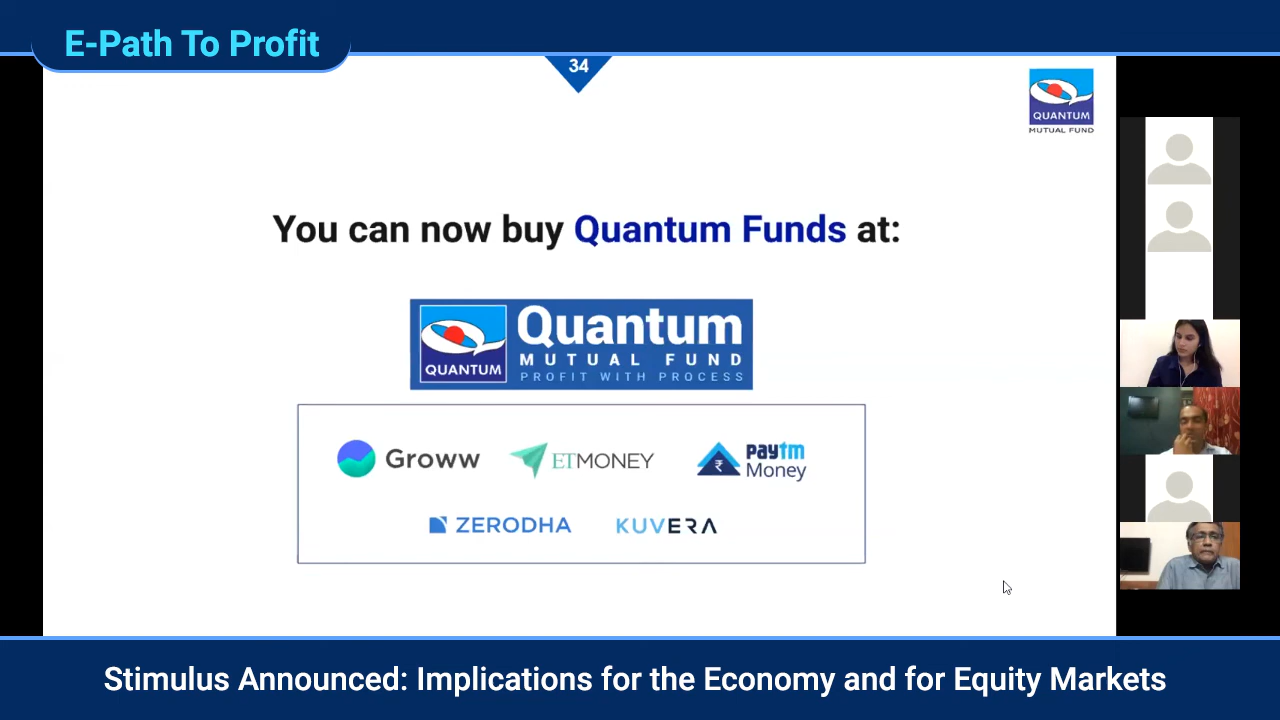 E-Path To Profit
34
QUANTUM
MUTUAL FUND
You can now buy Quantum Funds at:
QUANTUM
Quantum
MUTUAL FUND
PROFIT WITH PROCESS
Groww
ETMONEY
paytm
Money
₹
ZERODHA
KUVERA
Stimulus Announced: Implications for the Economy and for Equity Markets